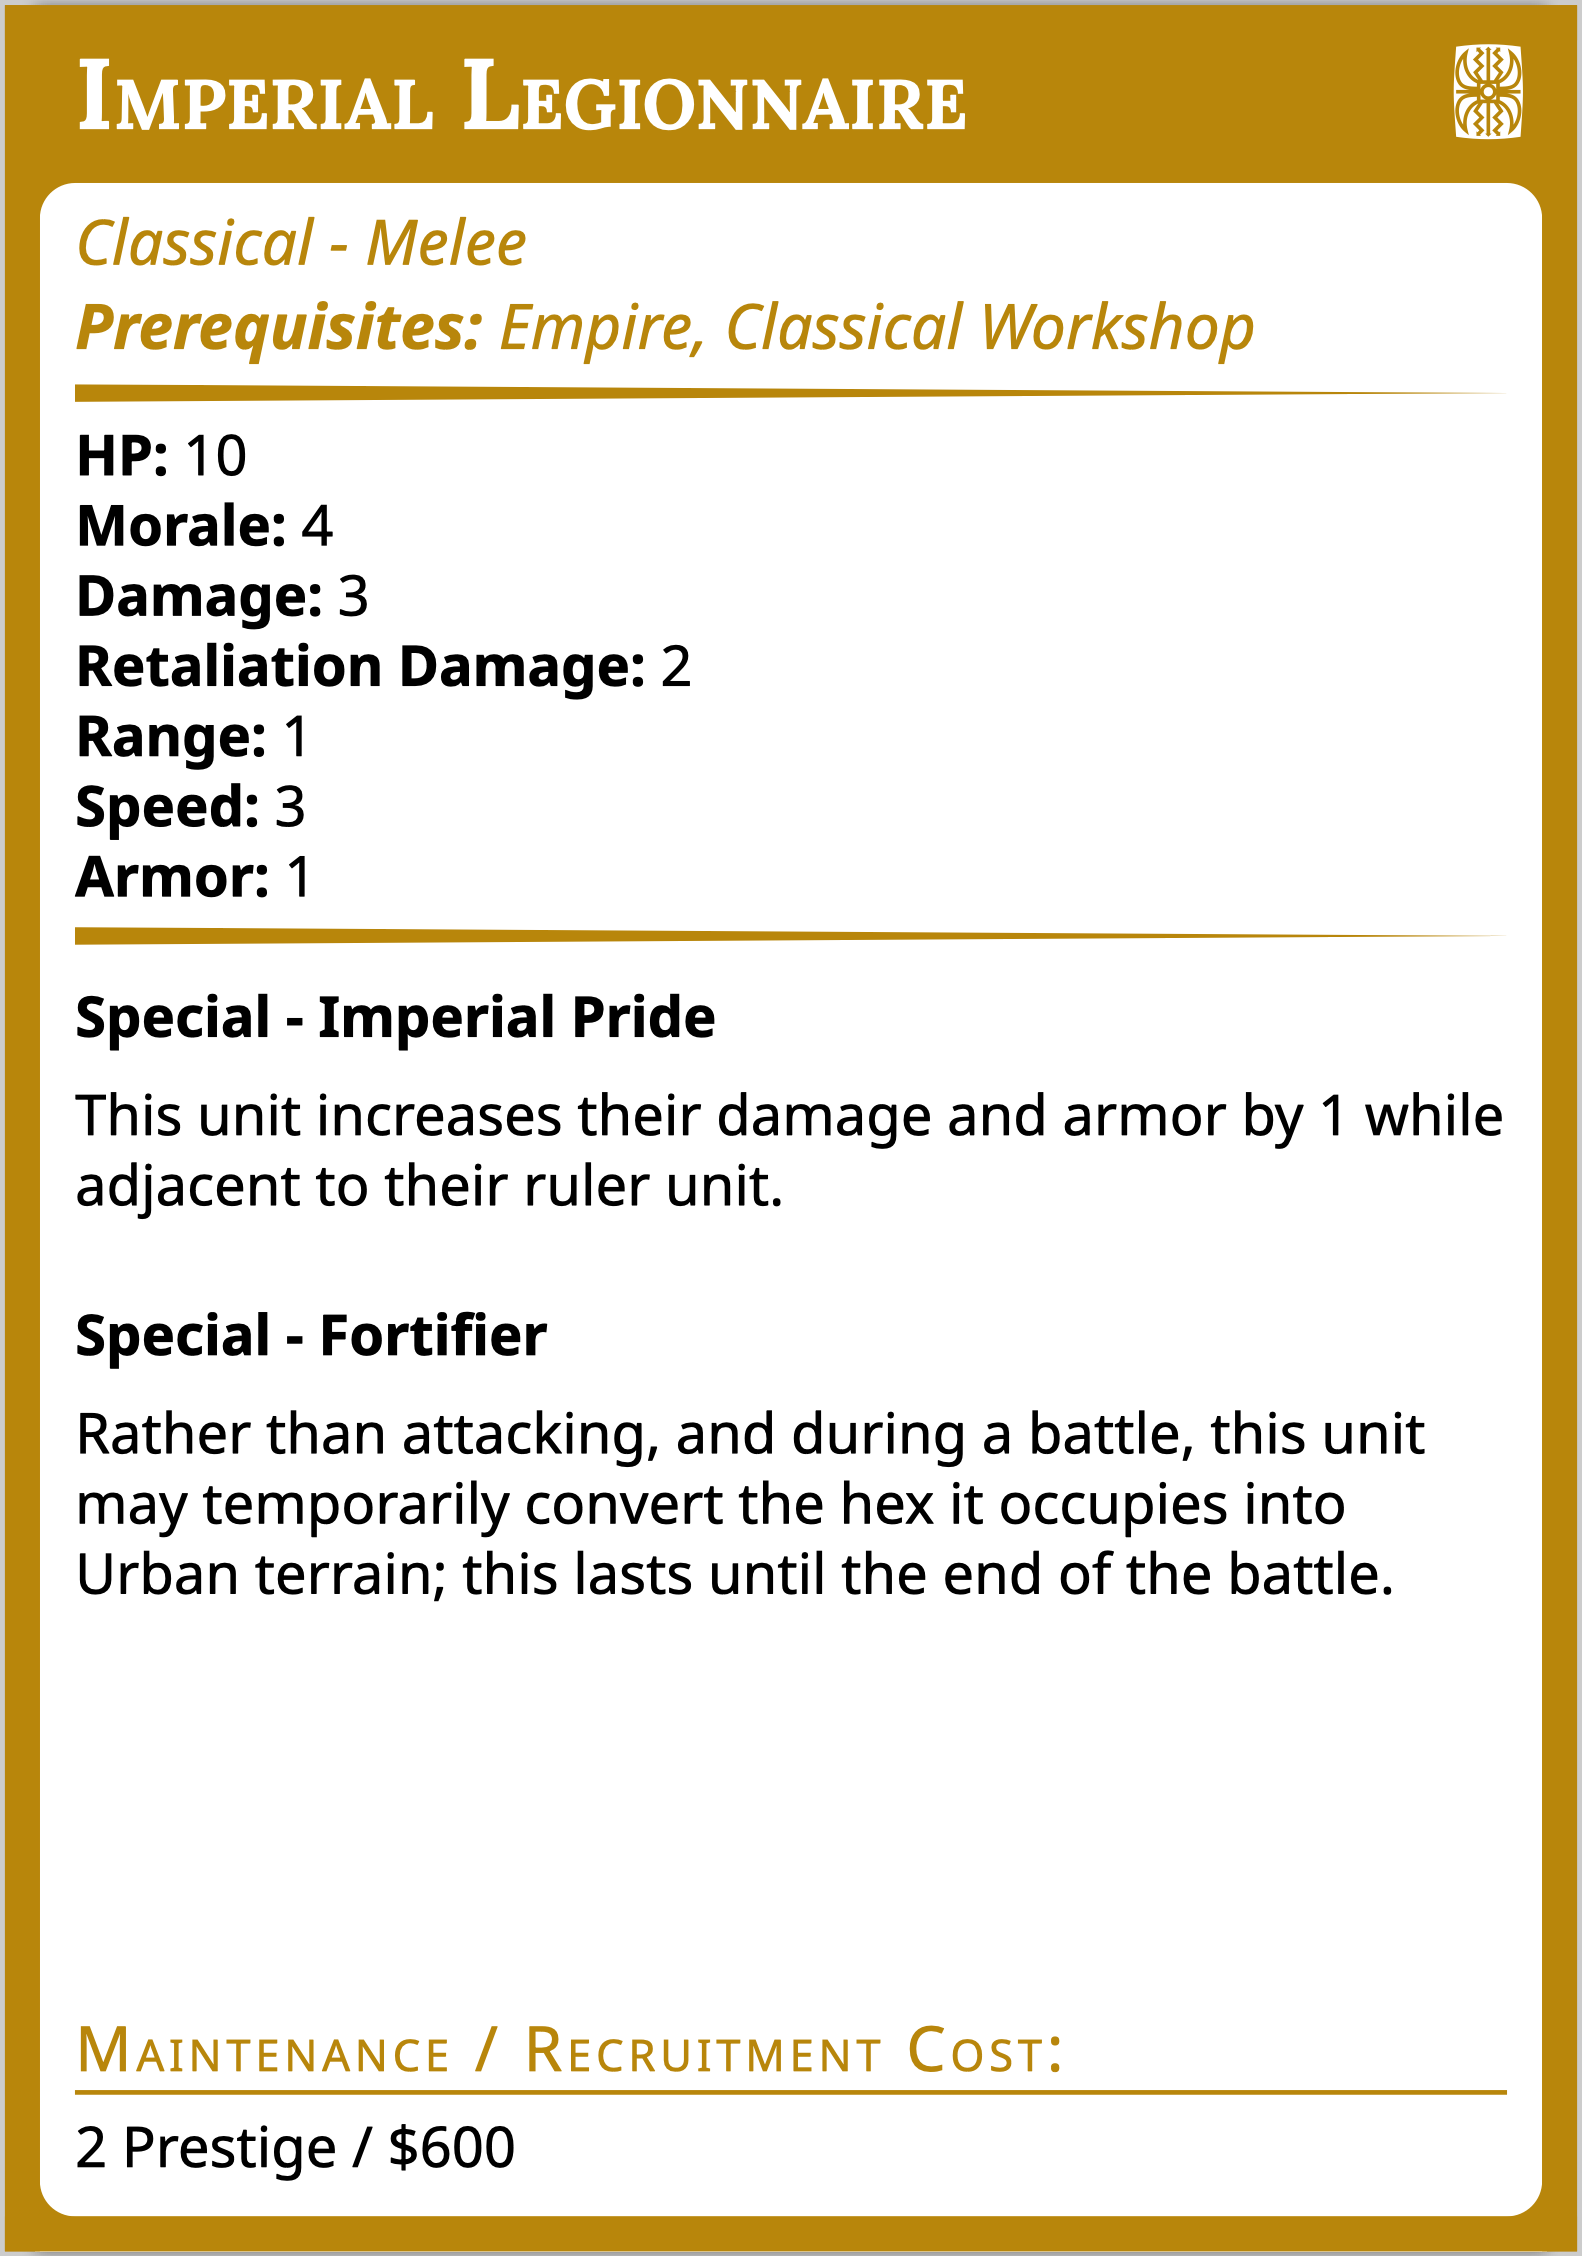 Imperial Legionnaire
Classical - Melee
Prerequisites: Empire, Classical Workshop
HP: 10
Morale: 4
Damage: 3
Retaliation Damage: 2
Range: 1
Speed: 3
Armor: 1
Special - Imperial Pride
This unit increases their damage and armor by 1 while
adjacent to their ruler unit.
Special - Fortifier
Rather than attacking, and during a battle, this unit
may temporarily convert the hex it occupies into
Urban terrain; this lasts until the end of the battle.
Maintenance / Recruitment Cost:
2 Prestige / $600